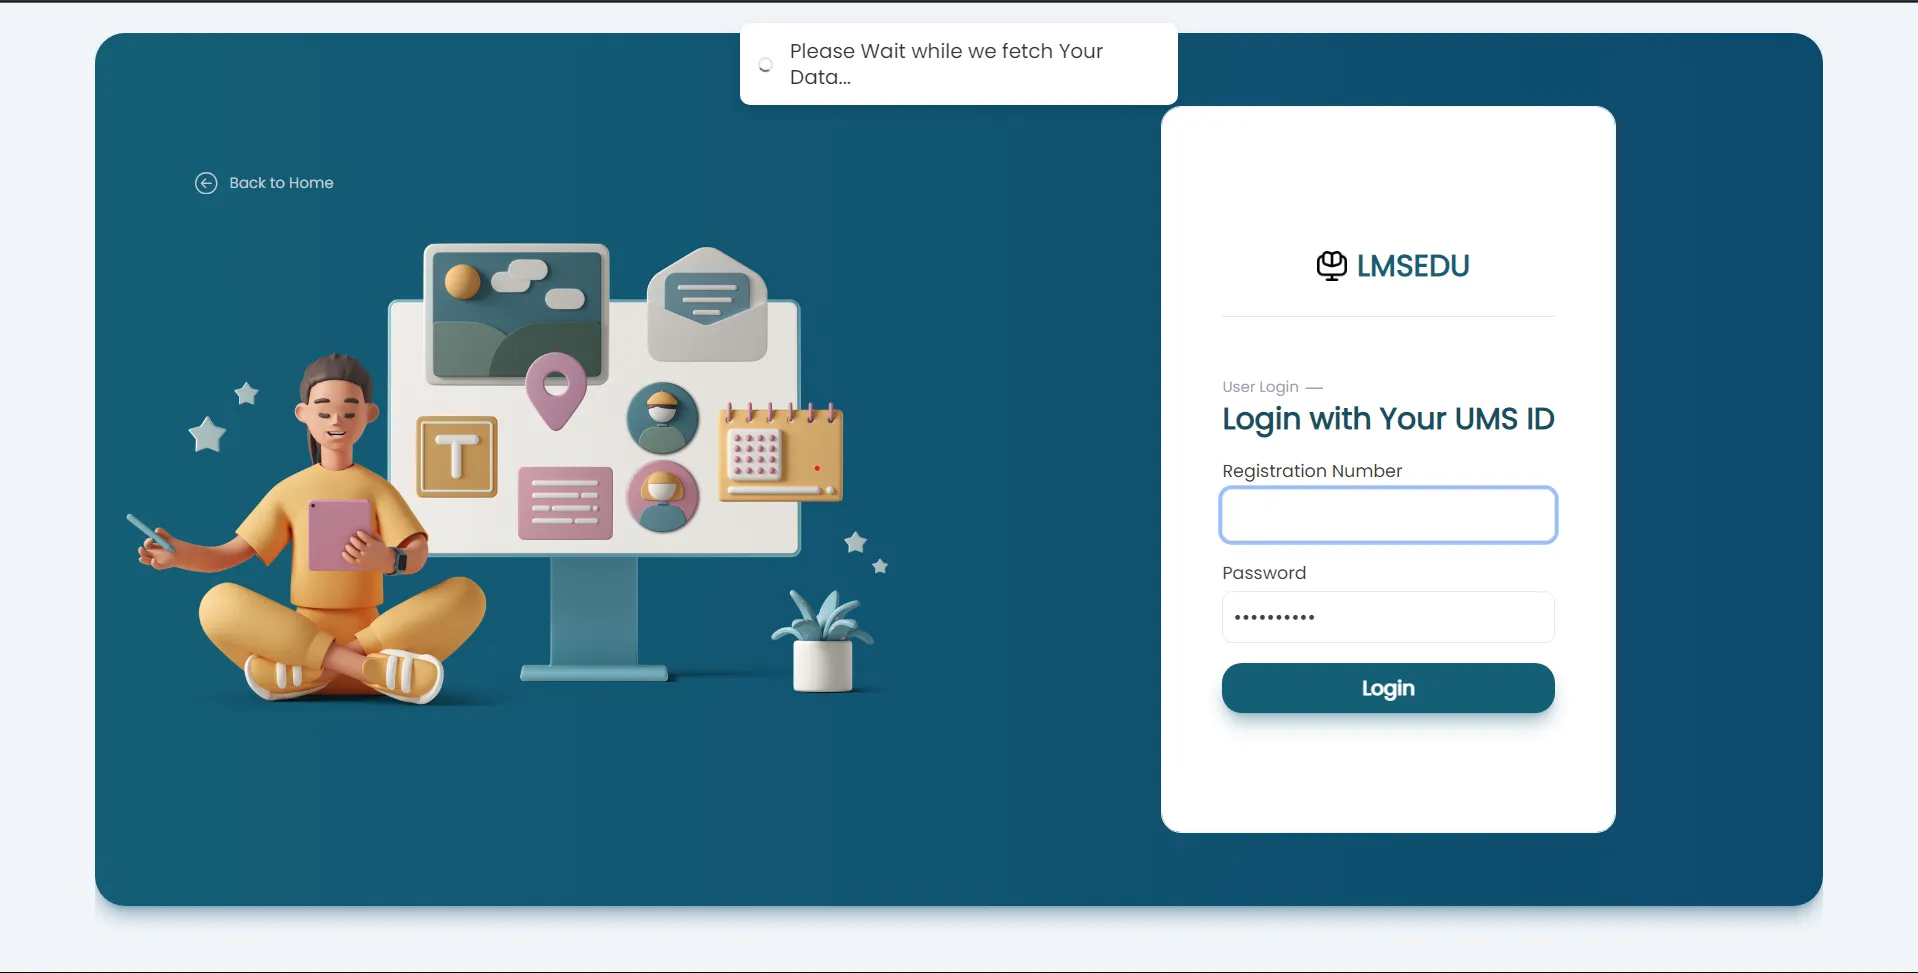 Please Wait while we fetch Your
Data...
Back to Home
T
LMSEDU
User Login —
Login with Your UMS ID
Registration Number
Password
••••••••••
Login